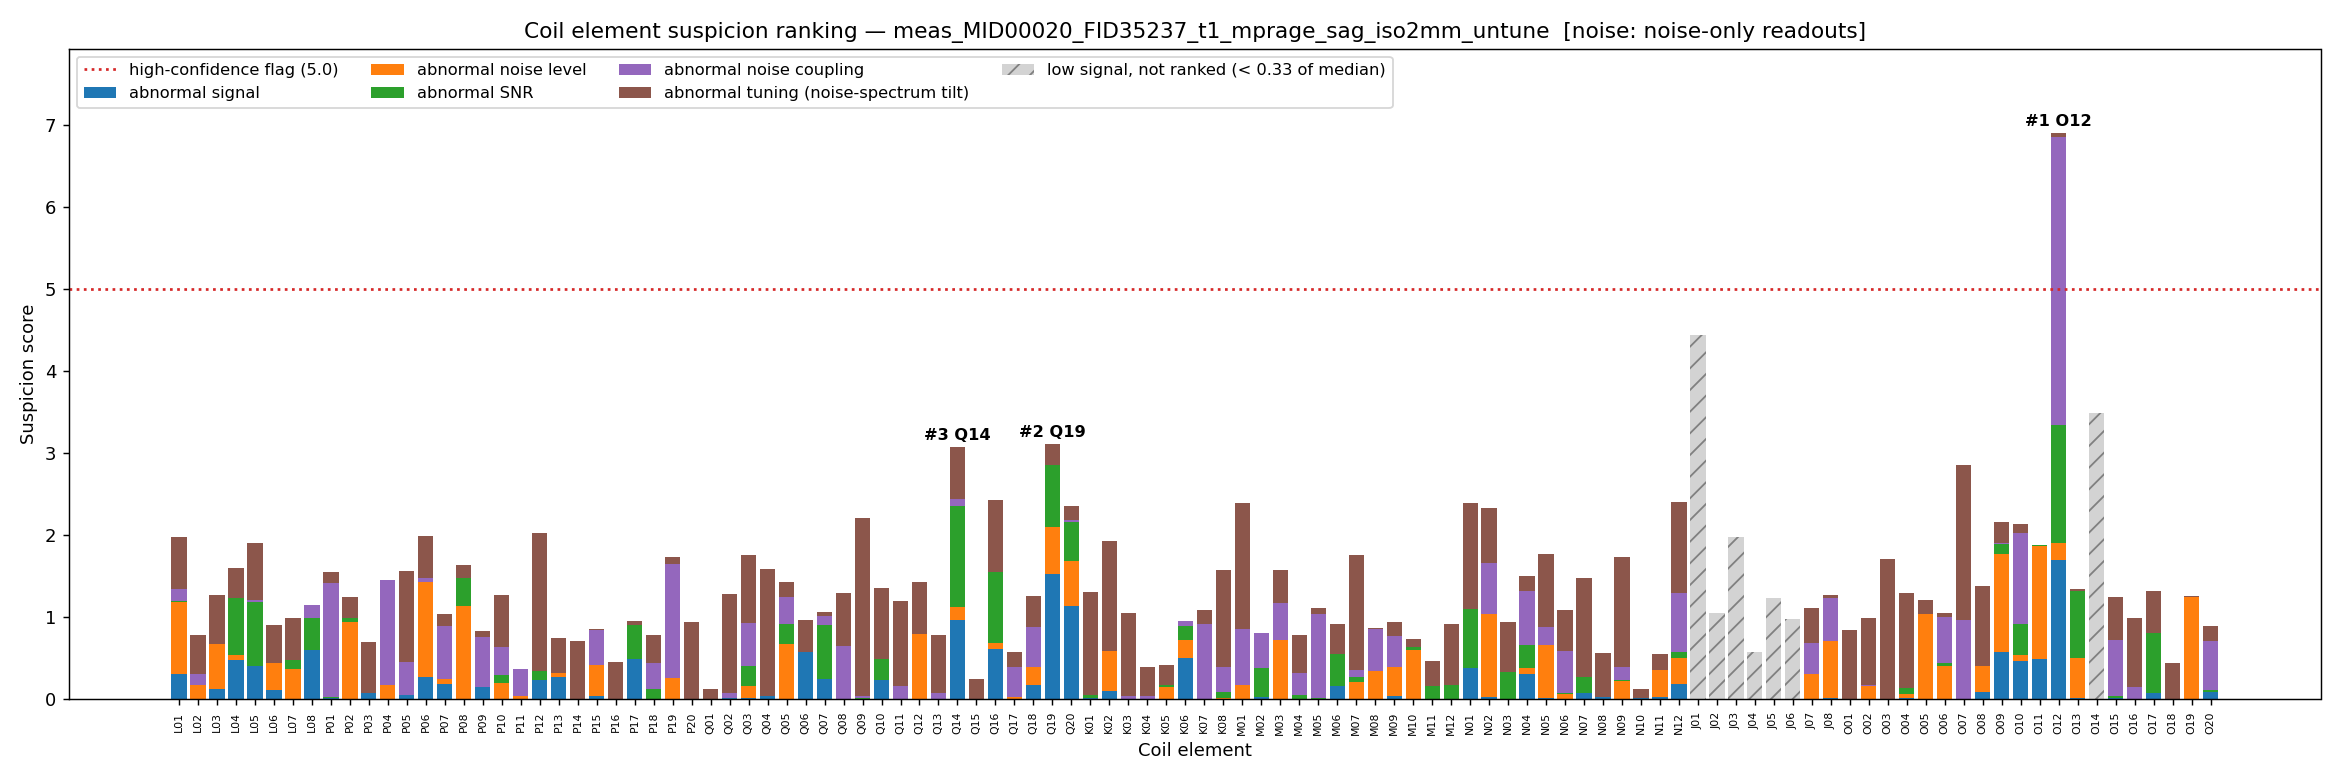 Coil element suspicion ranking — meas_MID00020_FID35237_t1_mprage_sag_iso2mm_untune  [noise: noise-only readouts]
high-confidence flag (5.0)
abnormal signal
abnormal noise level
abnormal SNR
abnormal noise coupling
abnormal tuning (noise-spectrum tilt)
low signal, not ranked (< 0.33 of median)
Suspicion score
7
6
5
4
3
2
1
0
#3 Q14
#2 Q19
#1 O12
L01 L02 L03 L04 L05 L06 L07 L08 P01 P02 P03 P04 P05 P06 P07 P08 P09 P10 P11 P12 P13 P14 P15 P16 P17 P18 P19 P20 Q01 Q02 Q03 Q04 Q05 Q06 Q07 Q08 Q09 Q10 Q11 Q12 Q13 Q14 Q15 Q16 Q17 Q18 Q19 Q20 K01 K02 K03 K04 K05 K06 K07 K08 M01 M02 M03 M04 M05 M06 M07 M08 M09 M10 M11 M12 N01 N02 N03 N04 N05 N06 N07 N08 N09 N10 N11 N12 J01 J02 J03 J04 J05 J06 J07 J08 O01 O02 O03 O04 O05 O06 O07 O08 O09 O10 O11 O12 O13 O14 O15 O16 O17 O18 O19 O20
Coil element